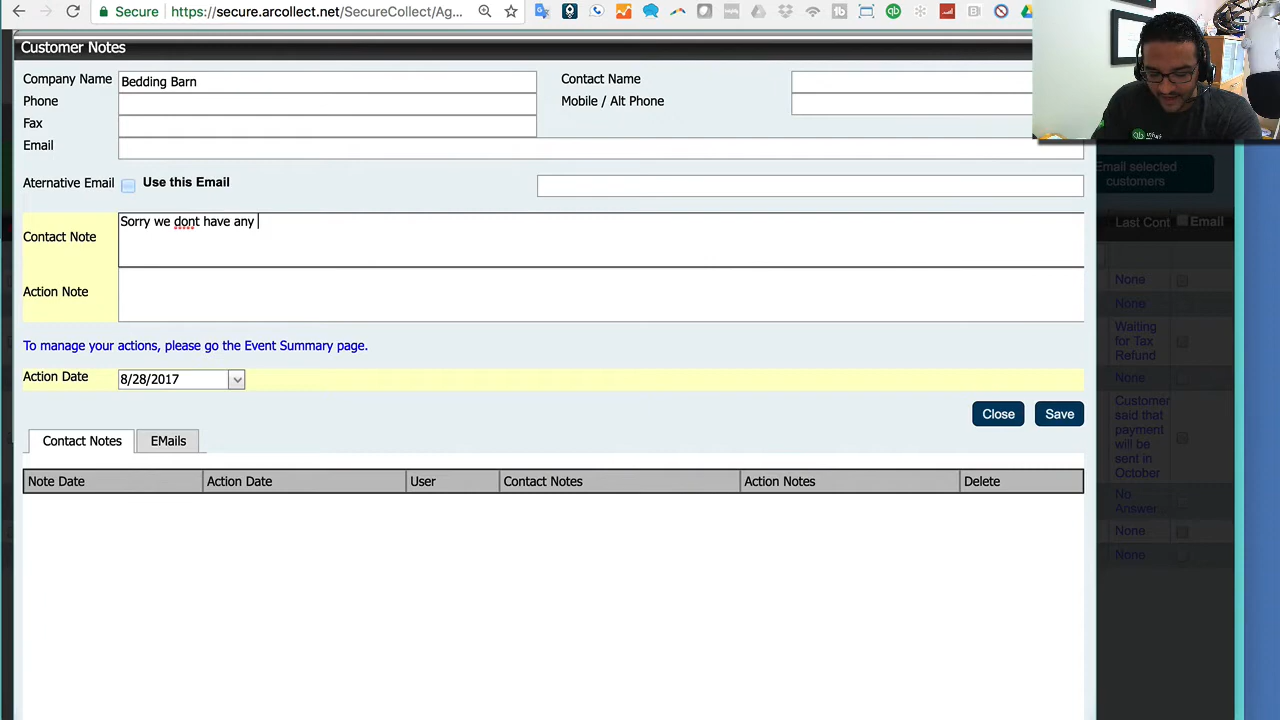 Secure https://secure.arcollect.net/SecureCollect/Ag...
Customer Notes
Company Name Bedding Barn Contact Name
Phone Mobile / Alt Phone
Fax
Email
Aternative Email Use this Email
Email selected
customers
Last Cont Email
Contact Note Sorry we dont have any
Action Note
To manage your actions, please go the Event Summary page.
Action Date 8/28/2017
Close Save
Contact Notes EMails
Note Date Action Date User Contact Notes Action Notes Delete
None
None
Waiting
for Tax
Refund
None
Customer
said that
payment
will be
sent in
October
No
Answer
None
None